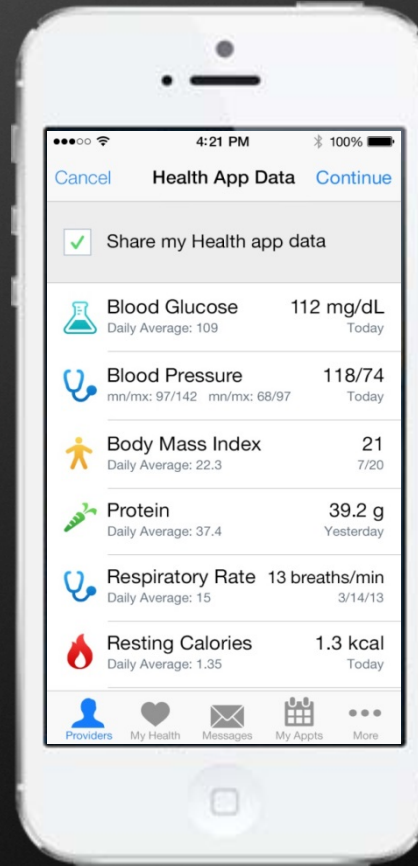 4:21 PM 100%
Cancel Health App Data Continue
Share my Health app data
Blood Glucose 112 mg/dL
Daily Average: 109 Today
Blood Pressure 118/74
mn/mx: 97/142 mn/mx: 68/97 Today
Body Mass Index 21
Daily Average: 22.3 7/20
Protein 39.2 g
Daily Average: 37.4 Yesterday
Respiratory Rate 13 breaths/min
Daily Average: 15 3/14/13
Resting Calories 1.3 kcal
Daily Average: 1.35 Today
Providers My Health Messages My Appts More